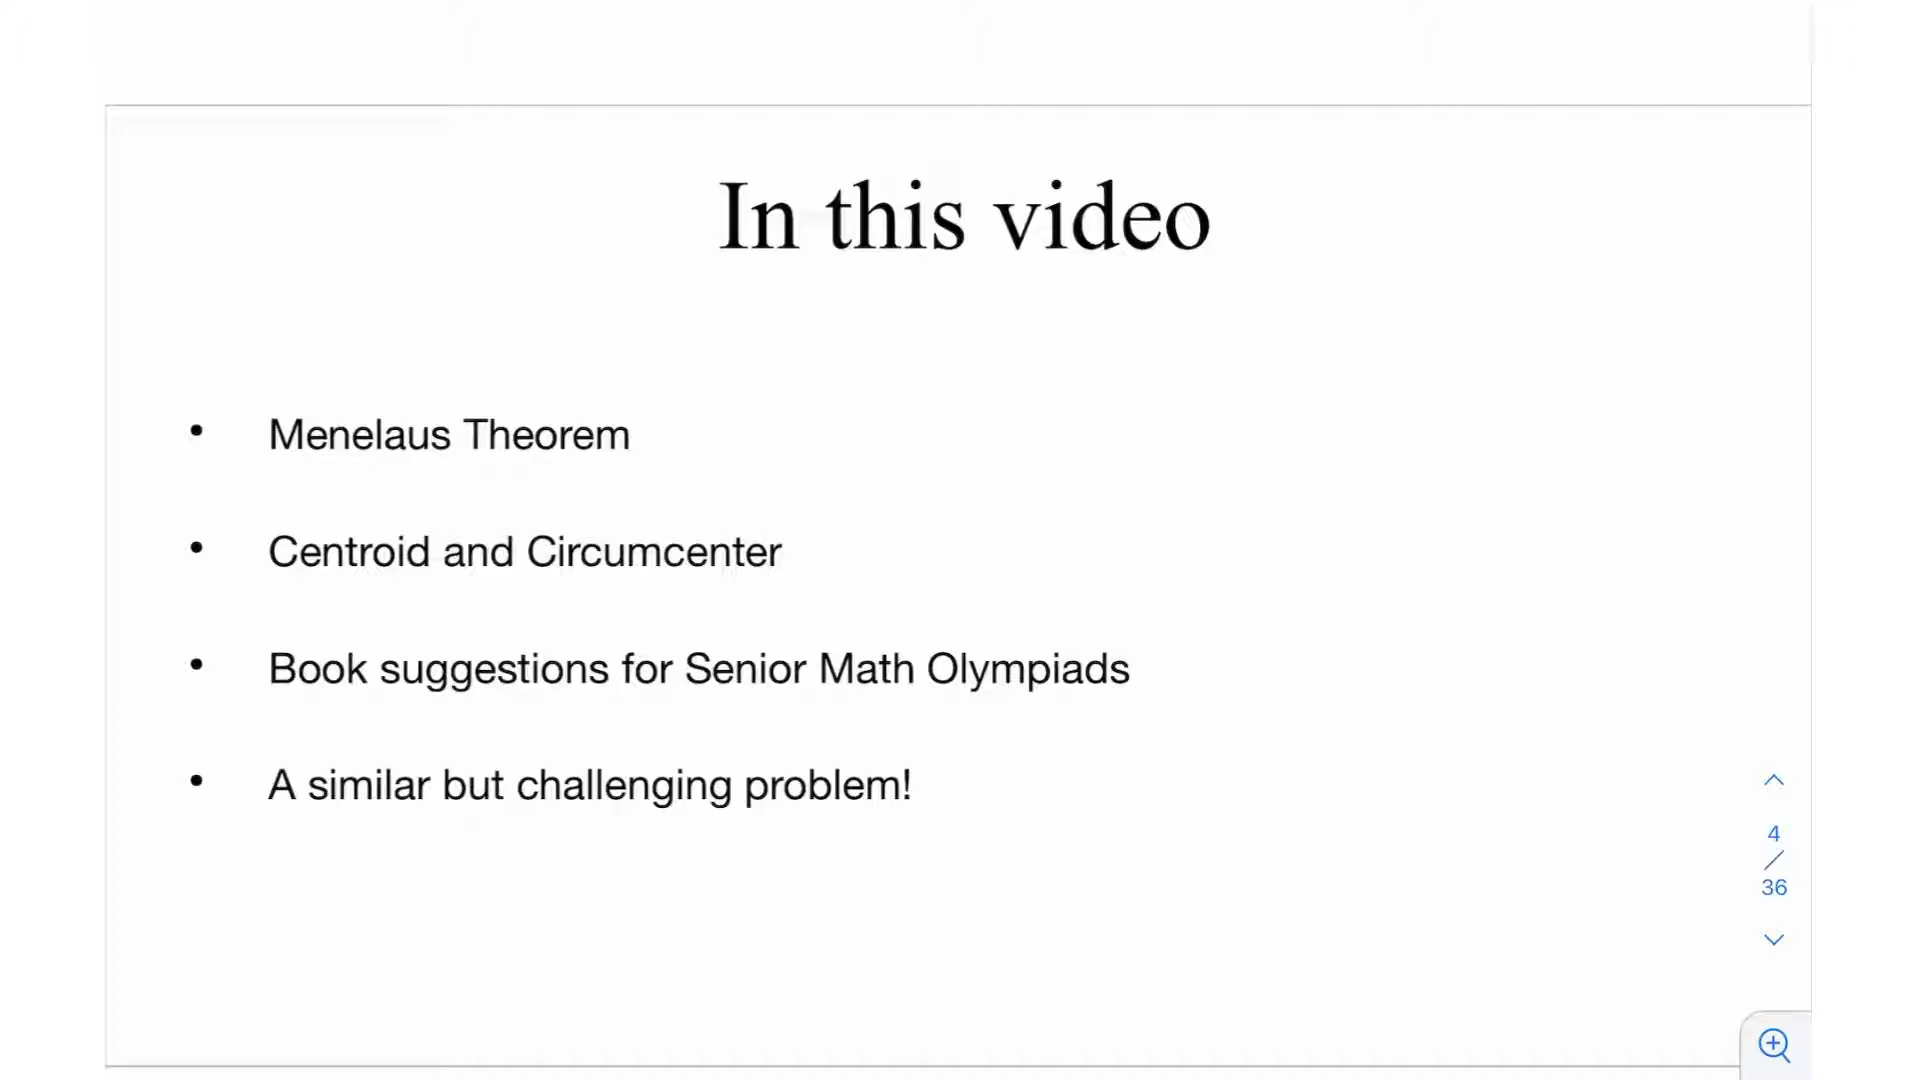 In this video
• Menelaus Theorem
• Centroid and Circumcenter
• Book suggestions for Senior Math Olympiads
• A similar but challenging problem!
4
/
36